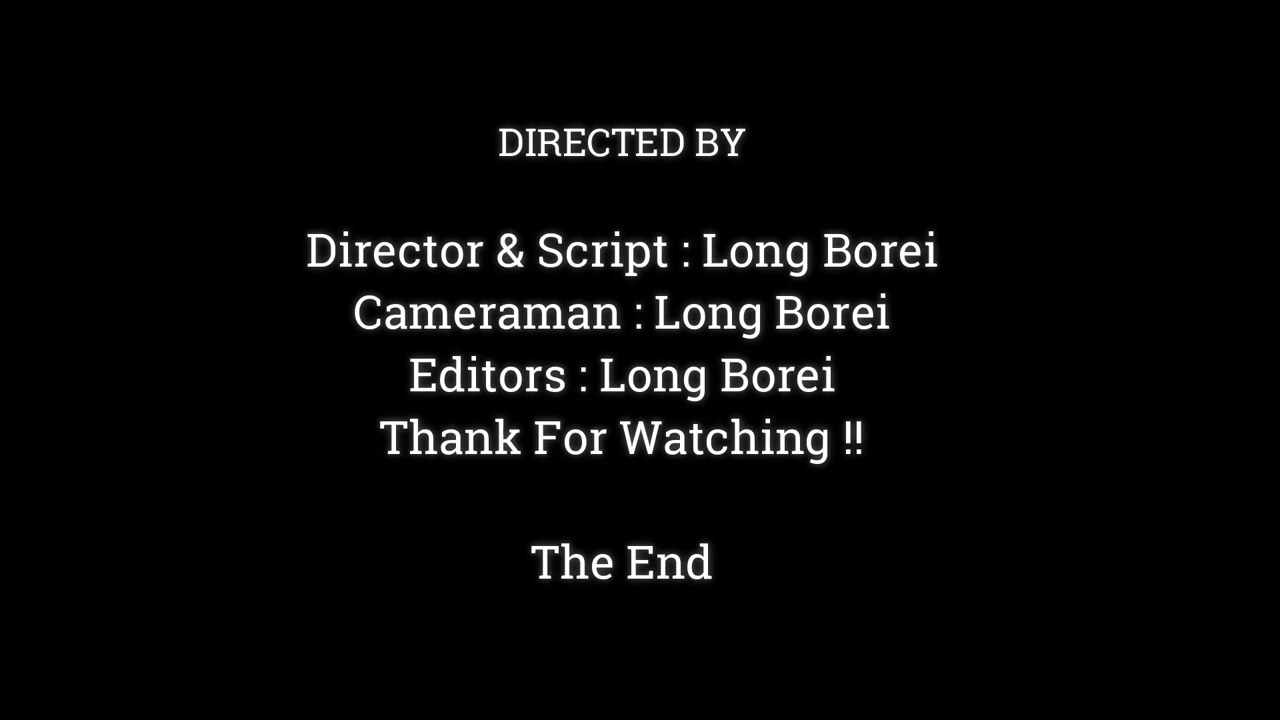 DIRECTED BY
Director & Script : Long Borei
Cameraman : Long Borei
Editors : Long Borei
Thank For Watching !!
The End